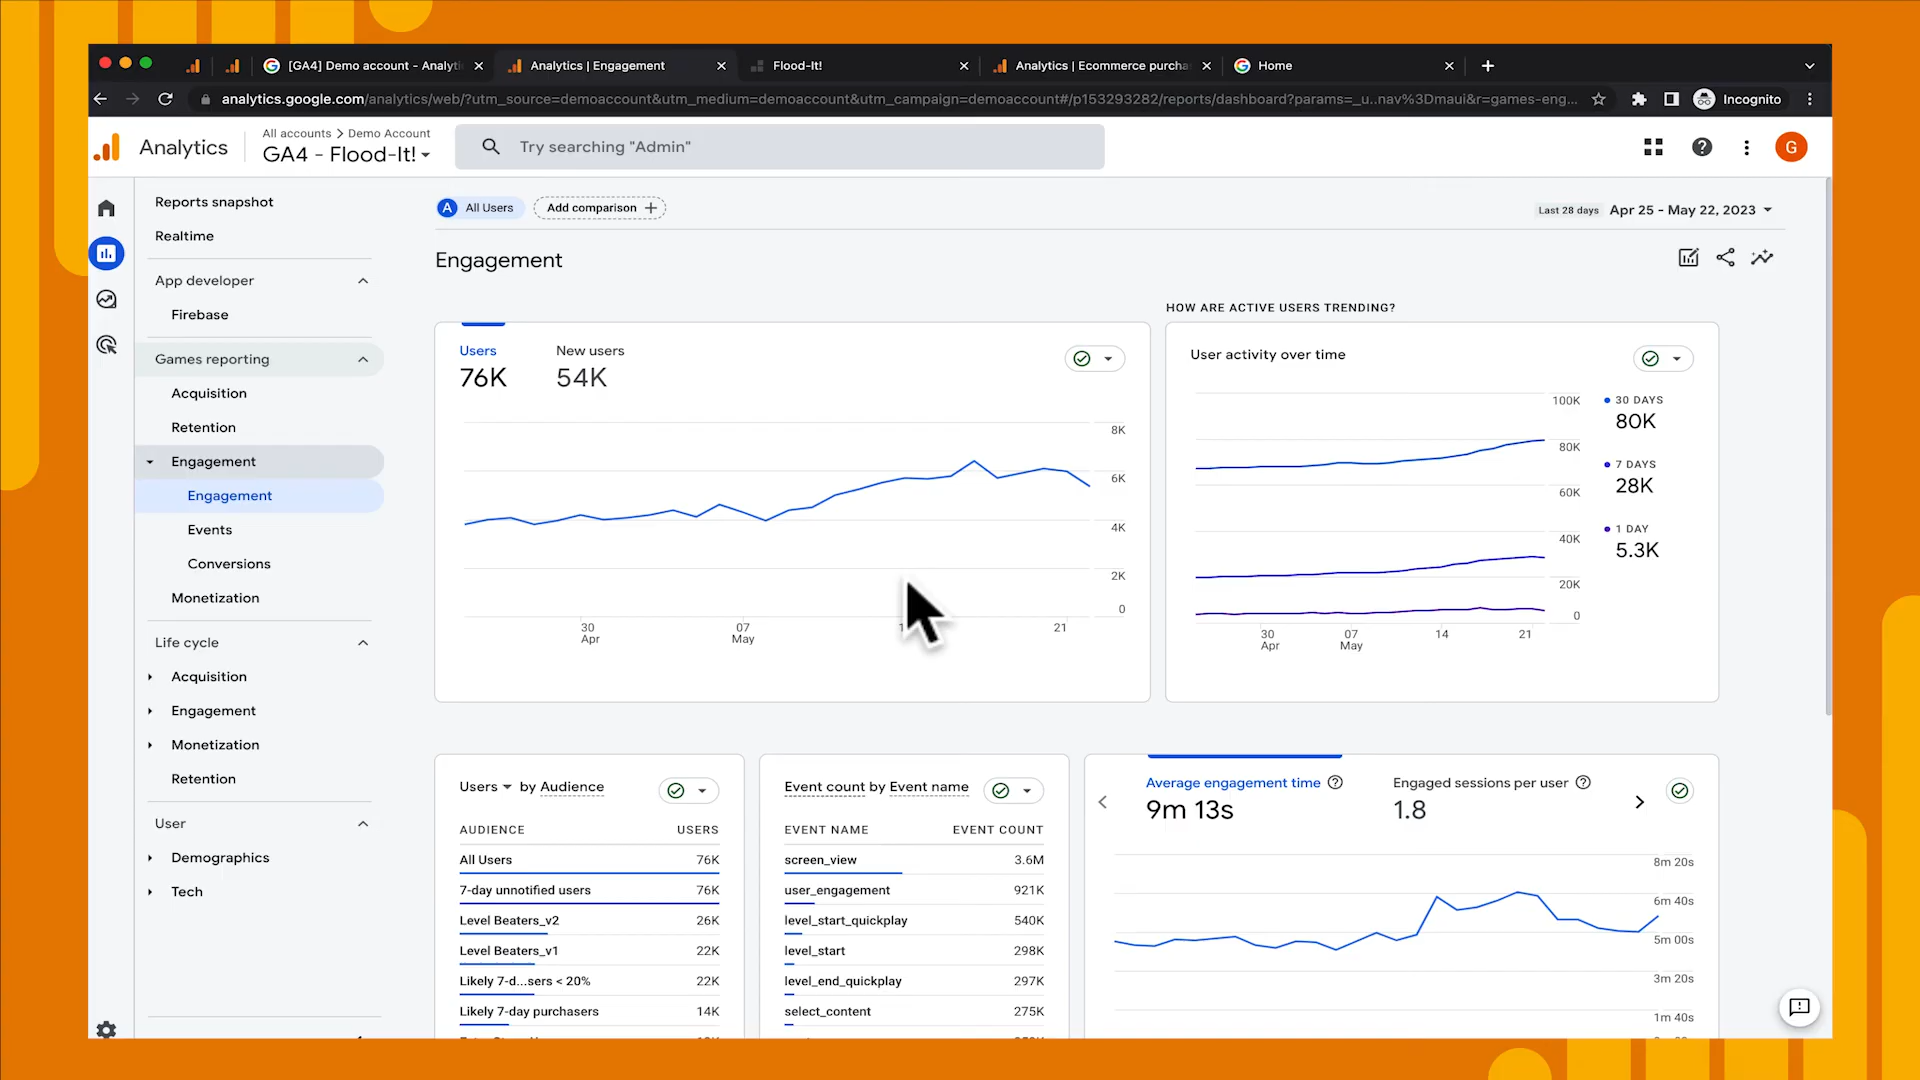 [GA4] Demo account - Analyti
Analytics | Engagement
Flood-It!
Analytics | Ecommerce purcha
Home
analytics.google.com/analytics/web/?utm_source=demoaccount&utm_medium=demoaccount&utm_campaign=demoaccount#/p153293282/reports/dashboard?params=_u..nav%3Dmaui&r=games-eng...
Incognito
Analytics
All accounts > Demo Account
GA4 - Flood-It!
Try searching "Admin"
G
Reports snapshot
Realtime
App developer
Firebase
Games reporting
Acquisition
Retention
Engagement
Engagement
Events
Conversions
Monetization
Life cycle
Acquisition
Engagement
Monetization
Retention
User
Demographics
Tech
A All Users
Add comparison +
Last 28 days Apr 25 - May 22, 2023
Engagement
Users
76K
New users
54K
8K
6K
4K
2K
0
30 Apr
07 May
21
HOW ARE ACTIVE USERS TRENDING?
User activity over time
100K
80K
60K
40K
20K
0
30 Apr
07 May
14
21
30 DAYS
80K
7 DAYS
28K
1 DAY
5.3K
Users by Audience
AUDIENCE USERS
All Users 76K
7-day unnotified users 76K
Level Beaters_v2 26K
Level Beaters_v1 22K
Likely 7-d...sers < 20% 22K
Likely 7-day purchasers 14K
Event count by Event name
EVENT NAME EVENT COUNT
screen_view 3.6M
user_engagement 921K
level_start_quickplay 540K
level_start 298K
level_end_quickplay 297K
select_content 275K
Average engagement time
9m 13s
Engaged sessions per user
1.8
8m 20s
6m 40s
5m 00s
3m 20s
1m 40s